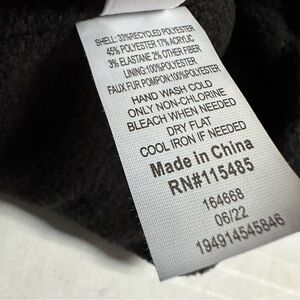 SHELL: 33%RECYCLED POLYESTER
45% POLYESTER 17% ACRYLIC
3% ELASTANE 2% OTHER FIBER
LINING:100%POLYESTER
FAUX FUR POMPON 100%POLYESTER
HAND WASH COLD
ONLY NON-CHLORINE
BLEACH WHEN NEEDED
DRY FLAT
COOL IRON IF NEEDED
Made in China
RN#115485
164668
06/22
194914545846